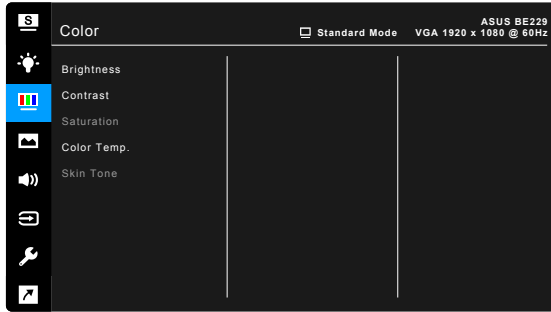 S
Color
Standard Mode
ASUS BE229
VGA 1920 x 1080 @ 60Hz
Brightness
Contrast
Saturation
Color Temp.
Skin Tone